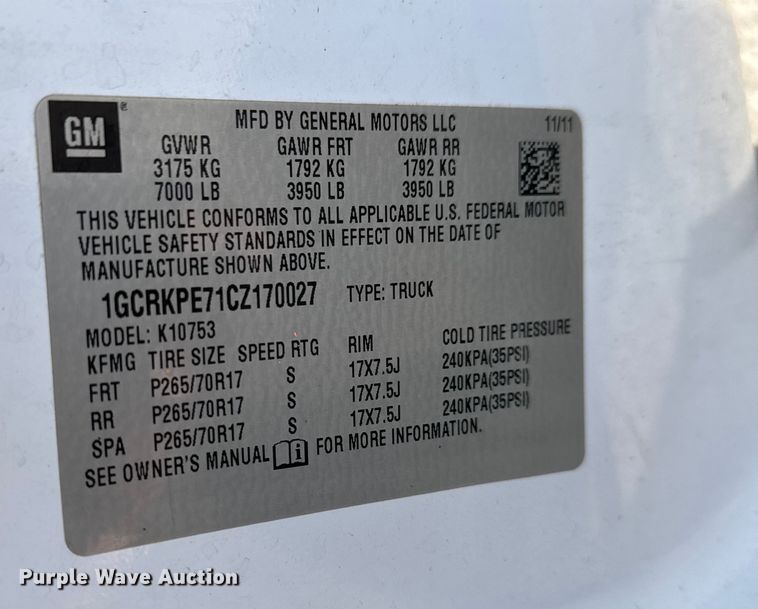 GM ®
MFD BY GENERAL MOTORS LLC 11/11
GVWR GAWR FRT GAWR RR
3175 KG 1792 KG 1792 KG
7000 LB 3950 LB 3950 LB
THIS VEHICLE CONFORMS TO ALL APPLICABLE U.S. FEDERAL MOTOR
VEHICLE SAFETY STANDARDS IN EFFECT ON THE DATE OF
MANUFACTURE SHOWN ABOVE.
1GCRKPE71CZ170027 TYPE: TRUCK
MODEL: K10753
KFMG TIRE SIZE SPEED RTG RIM COLD TIRE PRESSURE
FRT P265/70R17 S 17X7.5J 240KPA(35PSI)
RR P265/70R17 S 17X7.5J 240KPA(35PSI)
SPA P265/70R17 S 17X7.5J 240KPA(35PSI)
SEE OWNER'S MANUAL i FOR MORE INFORMATION.
Purple Wave Auction